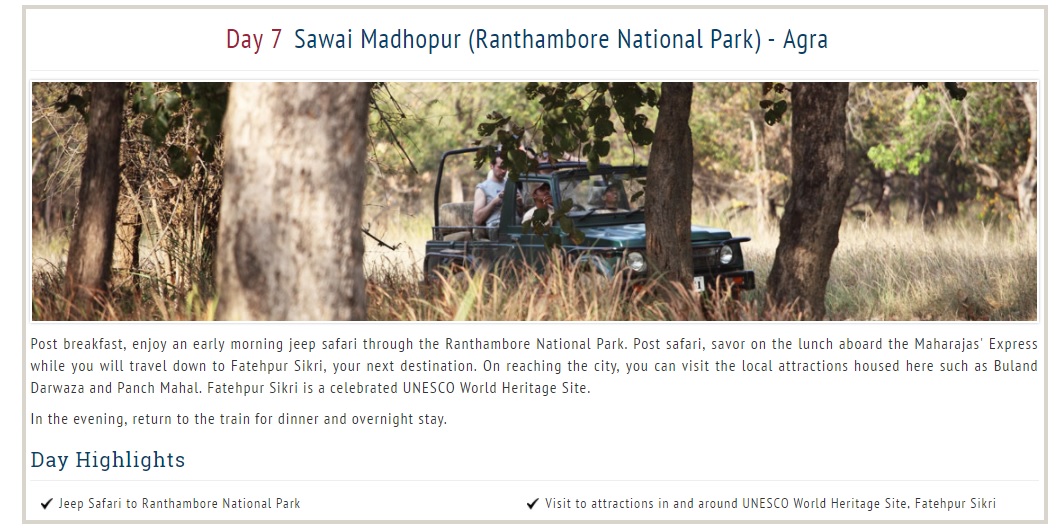 Day 7 Sawai Madhopur (Ranthambore National Park) - Agra
Post breakfast, enjoy an early morning jeep safari through the Ranthambore National Park. Post safari, savor on the lunch aboard the Maharajas' Express
while you will travel down to Fatehpur Sikri, your next destination. On reaching the city, you can visit the local attractions housed here such as Buland
Darwaza and Panch Mahal. Fatehpur Sikri is a celebrated UNESCO World Heritage Site.
In the evening, return to the train for dinner and overnight stay.
Day Highlights
✔ Jeep Safari to Ranthambore National Park
✔ Visit to attractions in and around UNESCO World Heritage Site, Fatehpur Sikri